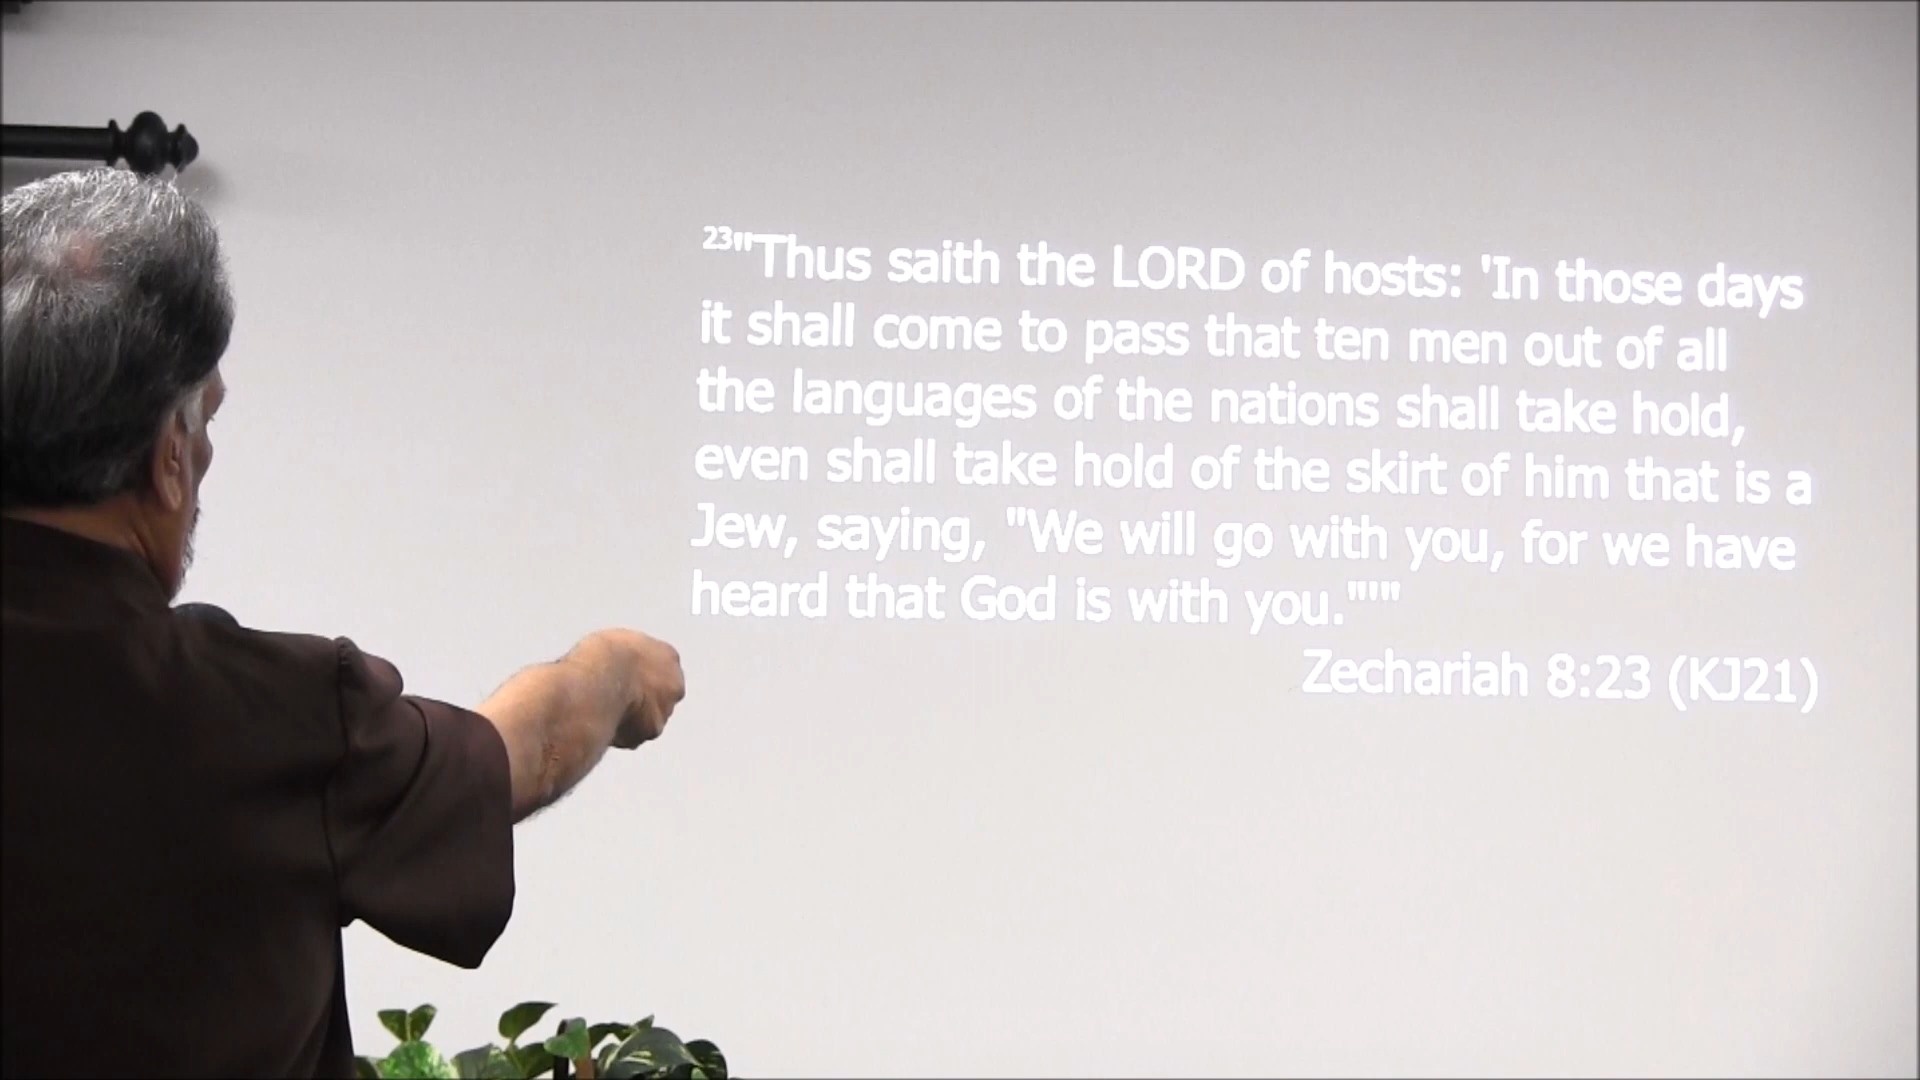 23"Thus saith the LORD of hosts: 'In those days
it shall come to pass that ten men out of all
the languages of the nations shall take hold,
even shall take hold of the skirt of him that is a
Jew, saying, "We will go with you, for we have
heard that God is with you."'"
Zechariah 8:23 (KJ21)